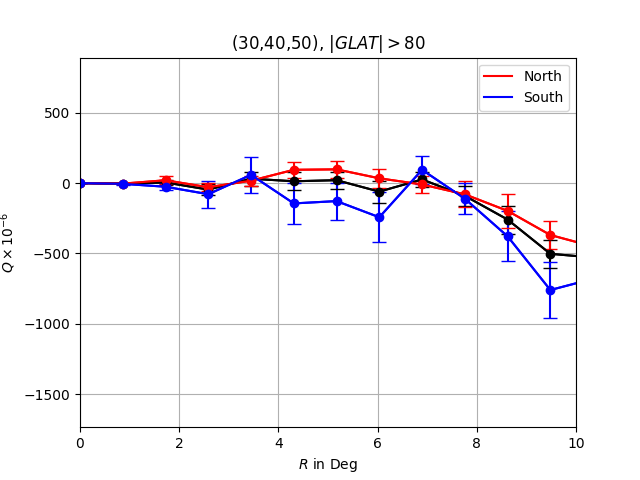 (30,40,50), |GLAT| > 80
North
South
500
0
−500
−1000
−1500
Q × 10⁻⁶
0 2 4 6 8 10
R in Deg